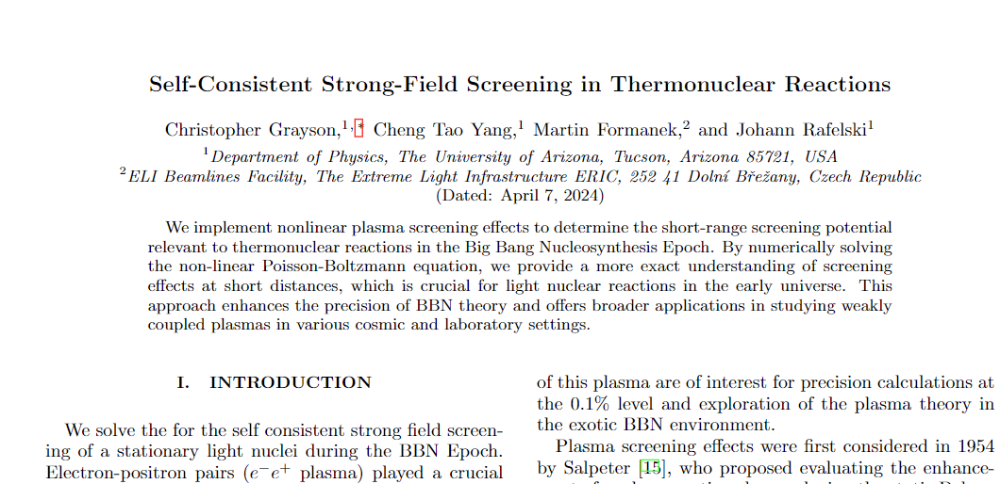 Self-Consistent Strong-Field Screening in Thermonuclear Reactions
Christopher Grayson,1,* Cheng Tao Yang,1 Martin Formanek,2 and Johann Rafelski1
1Department of Physics, The University of Arizona, Tucson, Arizona 85721, USA
2ELI Beamlines Facility, The Extreme Light Infrastructure ERIC, 252 41 Dolní Břežany, Czech Republic
(Dated: April 7, 2024)
We implement nonlinear plasma screening effects to determine the short-range screening potential
relevant to thermonuclear reactions in the Big Bang Nucleosynthesis Epoch. By numerically solving
the non-linear Poisson-Boltzmann equation, we provide a more exact understanding of screening
effects at short distances, which is crucial for light nuclear reactions in the early universe. This
approach enhances the precision of BBN theory and offers broader applications in studying weakly
coupled plasmas in various cosmic and laboratory settings.
I. INTRODUCTION
We solve the for the self consistent strong field screen-
ing of a stationary light nuclei during the BBN Epoch.
Electron-positron pairs (e−e+ plasma) played a crucial
of this plasma are of interest for precision calculations at
the 0.1% level and exploration of the plasma theory in
the exotic BBN environment.
Plasma screening effects were first considered in 1954
by Salpeter [15], who proposed evaluating the enhance-